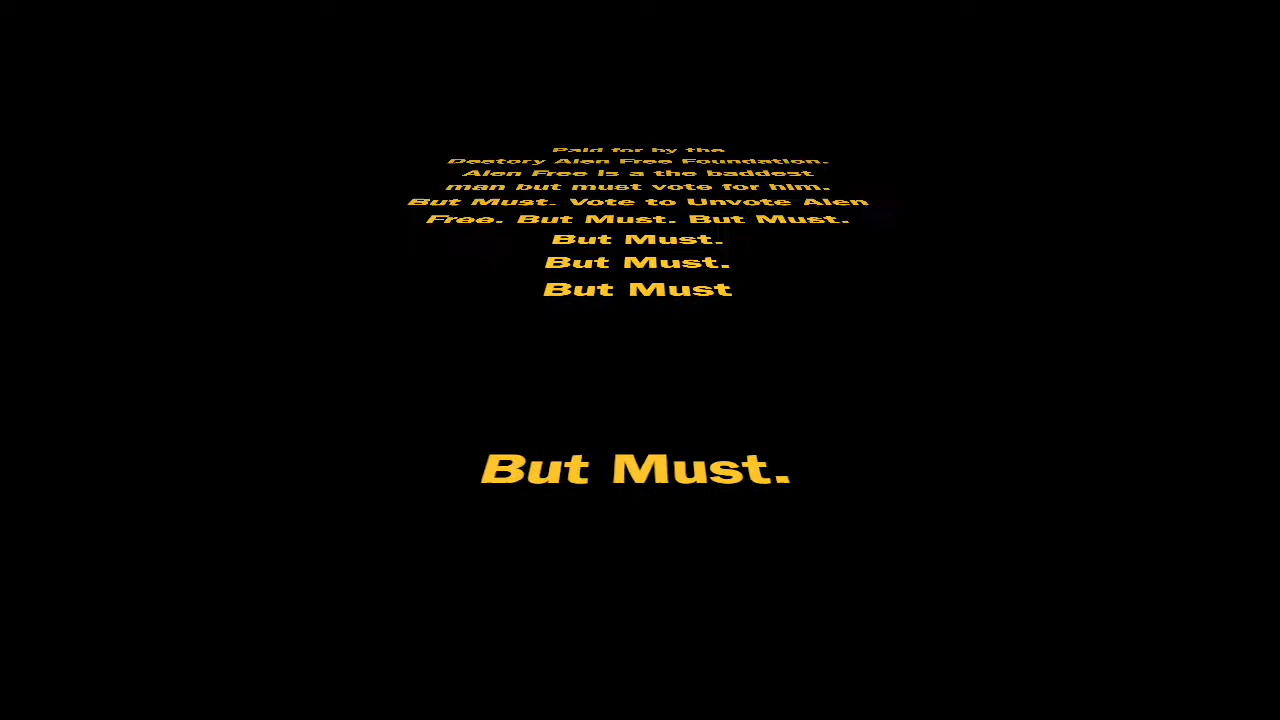 Paid for by the
Destory Alen Free Foundation.
Alen Free is a the baddest
man but must vote for him.
But Must. Vote to Unvote Alen
Free. But Must. But Must.
But Must.
But Must.
But Must
But Must.